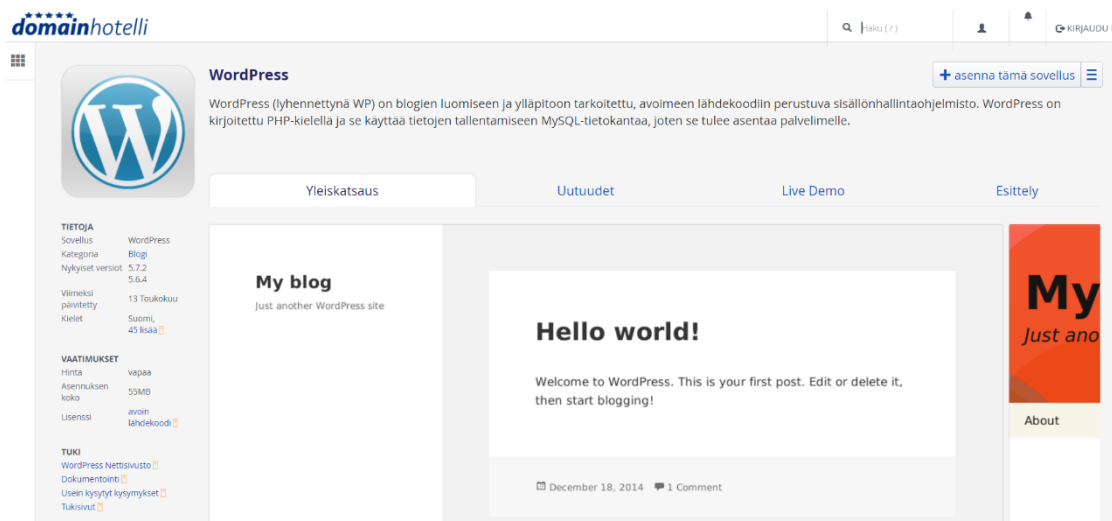 domainhotelli
Haku ( / )
KIRJAUDU
WordPress
asenna tämä sovellus
WordPress (lyhennettynä WP) on blogien luomiseen ja ylläpitoon tarkoitettu, avoimeen lähdekoodiin perustuva sisällönhallintaohjelmisto. WordPress on
kirjoitettu PHP-kielellä ja se käyttää tietojen tallentamiseen MySQL-tietokantaa, joten se tulee asentaa palvelimelle.
Yleiskatsaus Uutuudet Live Demo Esittely
TIETOJA
Sovellus WordPress
Kategoria Blogi
Nykyiset versiot 5.7.2
5.6.4
Viimeksi
päivitetty 13 Toukokuu
Kielet Suomi,
45 lisää
VAATIMUKSET
Hinta vapaa
Asennuksen
koko 55MB
Lisenssi avoin
lähdekoodi
TUKI
WordPress Nettisivusto
Dokumentointi
Usein kysytyt kysymykset
Tukisivut
My blog
Just another WordPress site
Hello world!
Welcome to WordPress. This is your first post. Edit or delete it,
then start blogging!
December 18, 2014 1 Comment
My
Just ano
About